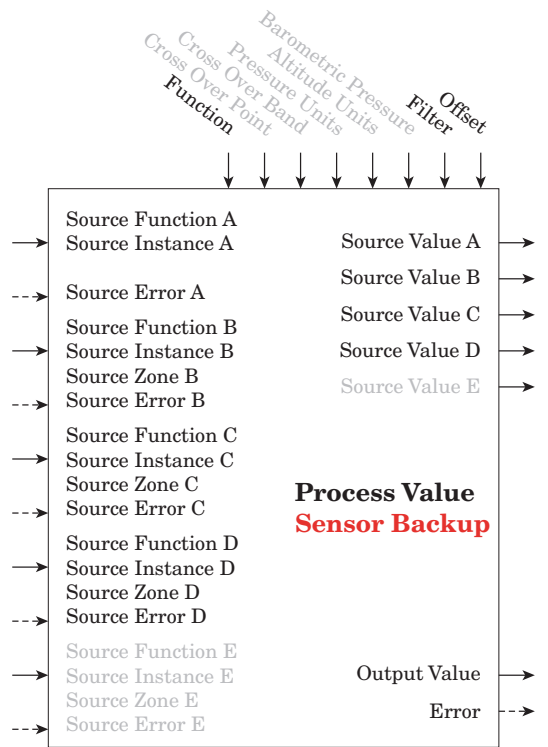 Function
Cross Over Point
Cross Over Band
Pressure Units
Altitude Units
Barometric Pressure
Filter
Offset
Source Function A
Source Instance A
Source Error A
Source Function B
Source Instance B
Source Zone B
Source Error B
Source Function C
Source Instance C
Source Zone C
Source Error C
Source Function D
Source Instance D
Source Zone D
Source Error D
Source Function E
Source Instance E
Source Zone E
Source Error E
Source Value A
Source Value B
Source Value C
Source Value D
Source Value E
Process Value
Sensor Backup
Output Value
Error